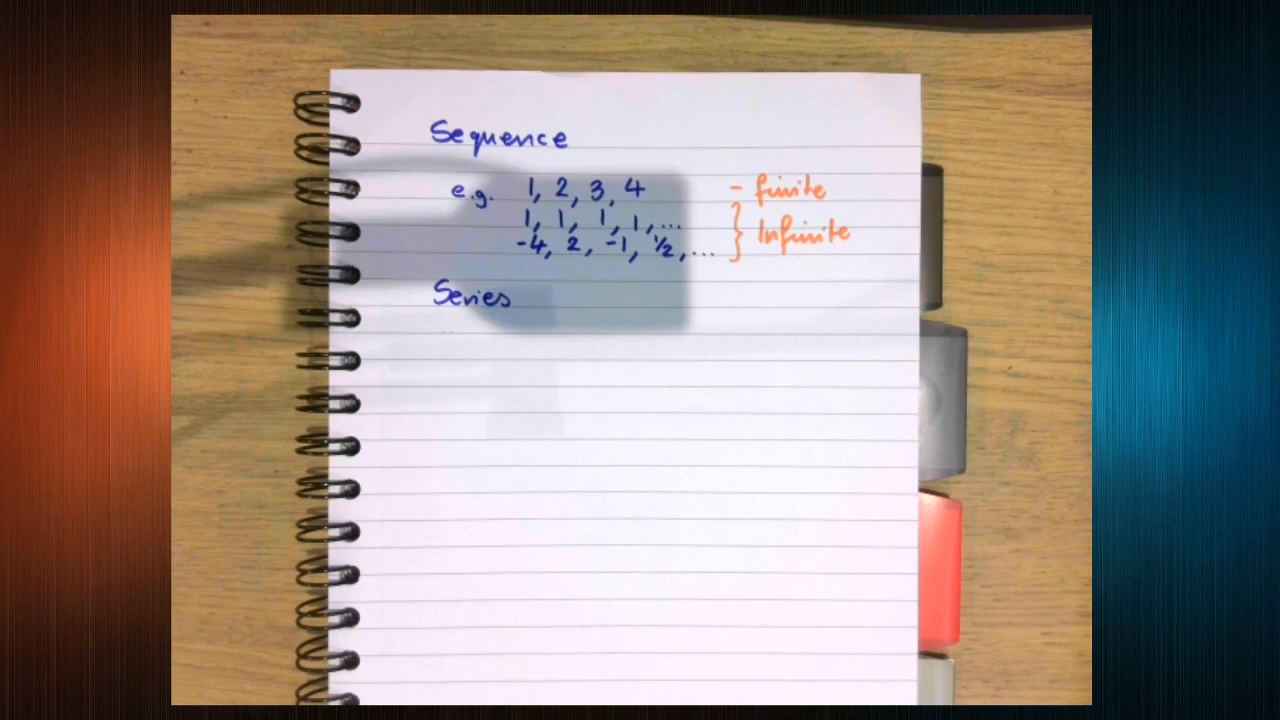 Sequence
e.g. 1, 2, 3, 4 - finite
1, 1, 1, 1, ... } Infinite
-4, 2, -1, 1/2, ...
Series